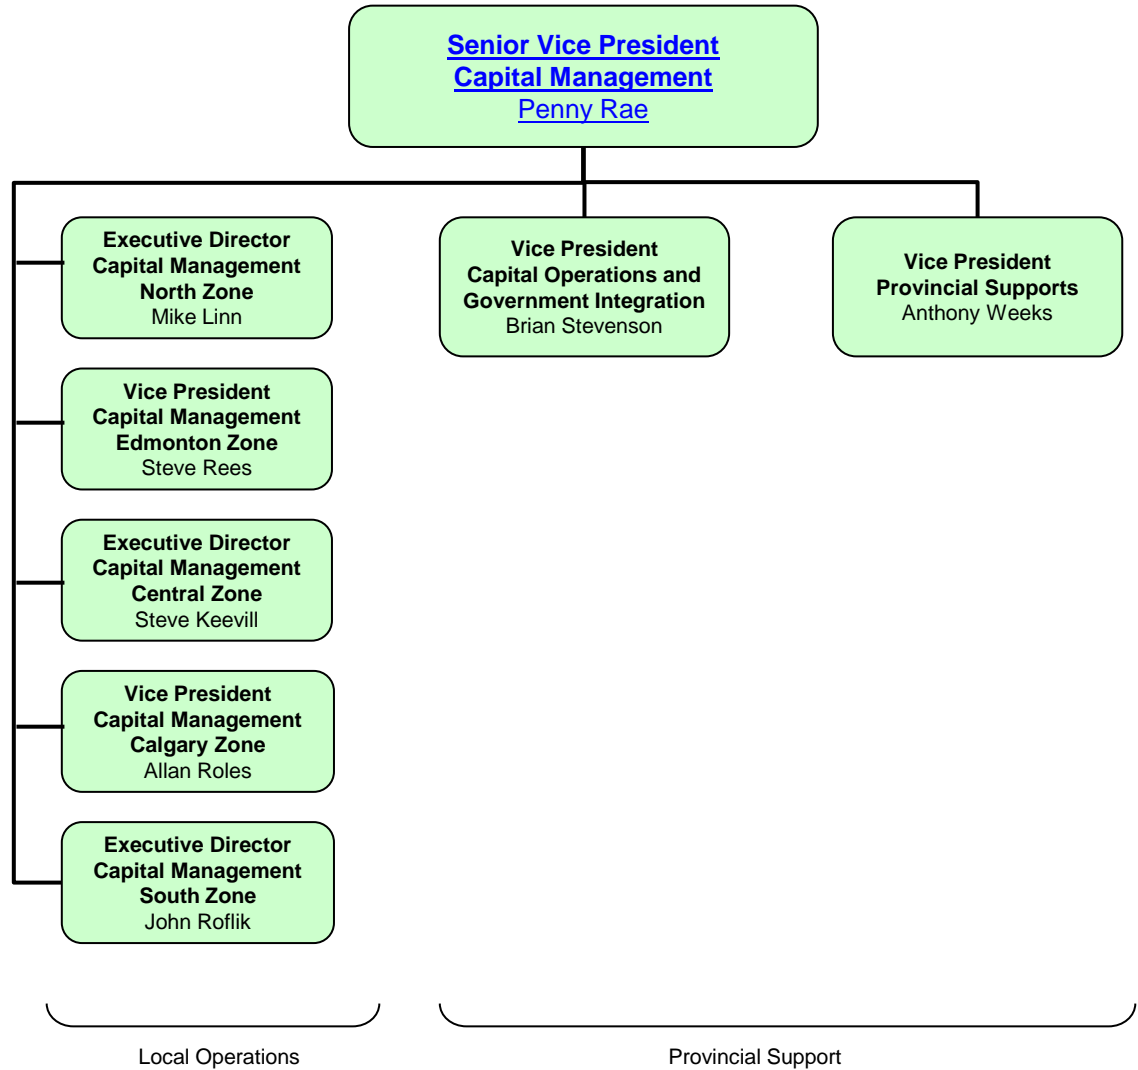 Senior Vice President
Capital Management
Penny Rae
Executive Director
Capital Management
North Zone
Mike Linn
Vice President
Capital Operations and
Government Integration
Brian Stevenson
Vice President
Provincial Supports
Anthony Weeks
Vice President
Capital Management
Edmonton Zone
Steve Rees
Executive Director
Capital Management
Central Zone
Steve Keevill
Vice President
Capital Management
Calgary Zone
Allan Roles
Executive Director
Capital Management
South Zone
John Roflik
Local Operations
Provincial Support